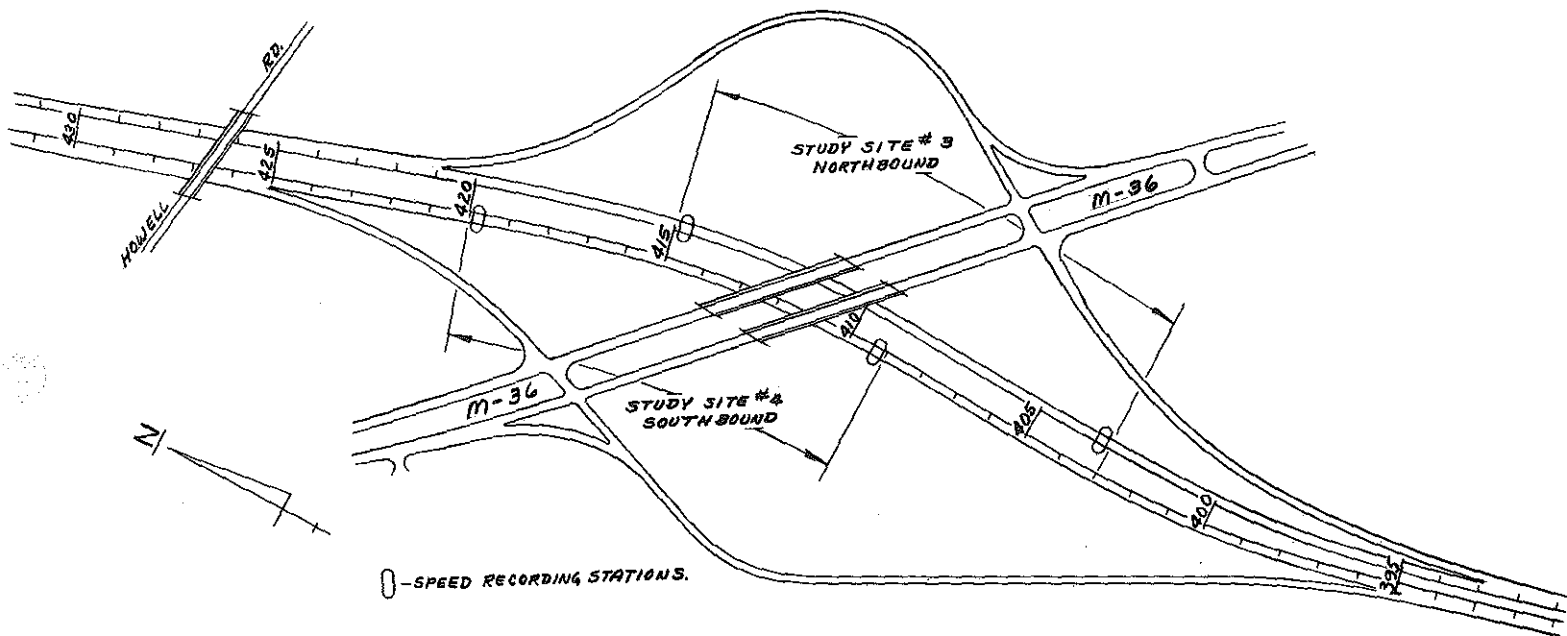 HOWELL RD.
430
425
420
415
410
405
400
395
STUDY SITE #3
NORTHBOUND
M-36
M-36
STUDY SITE #4
SOUTHBOUND
N
-SPEED RECORDING STATIONS.